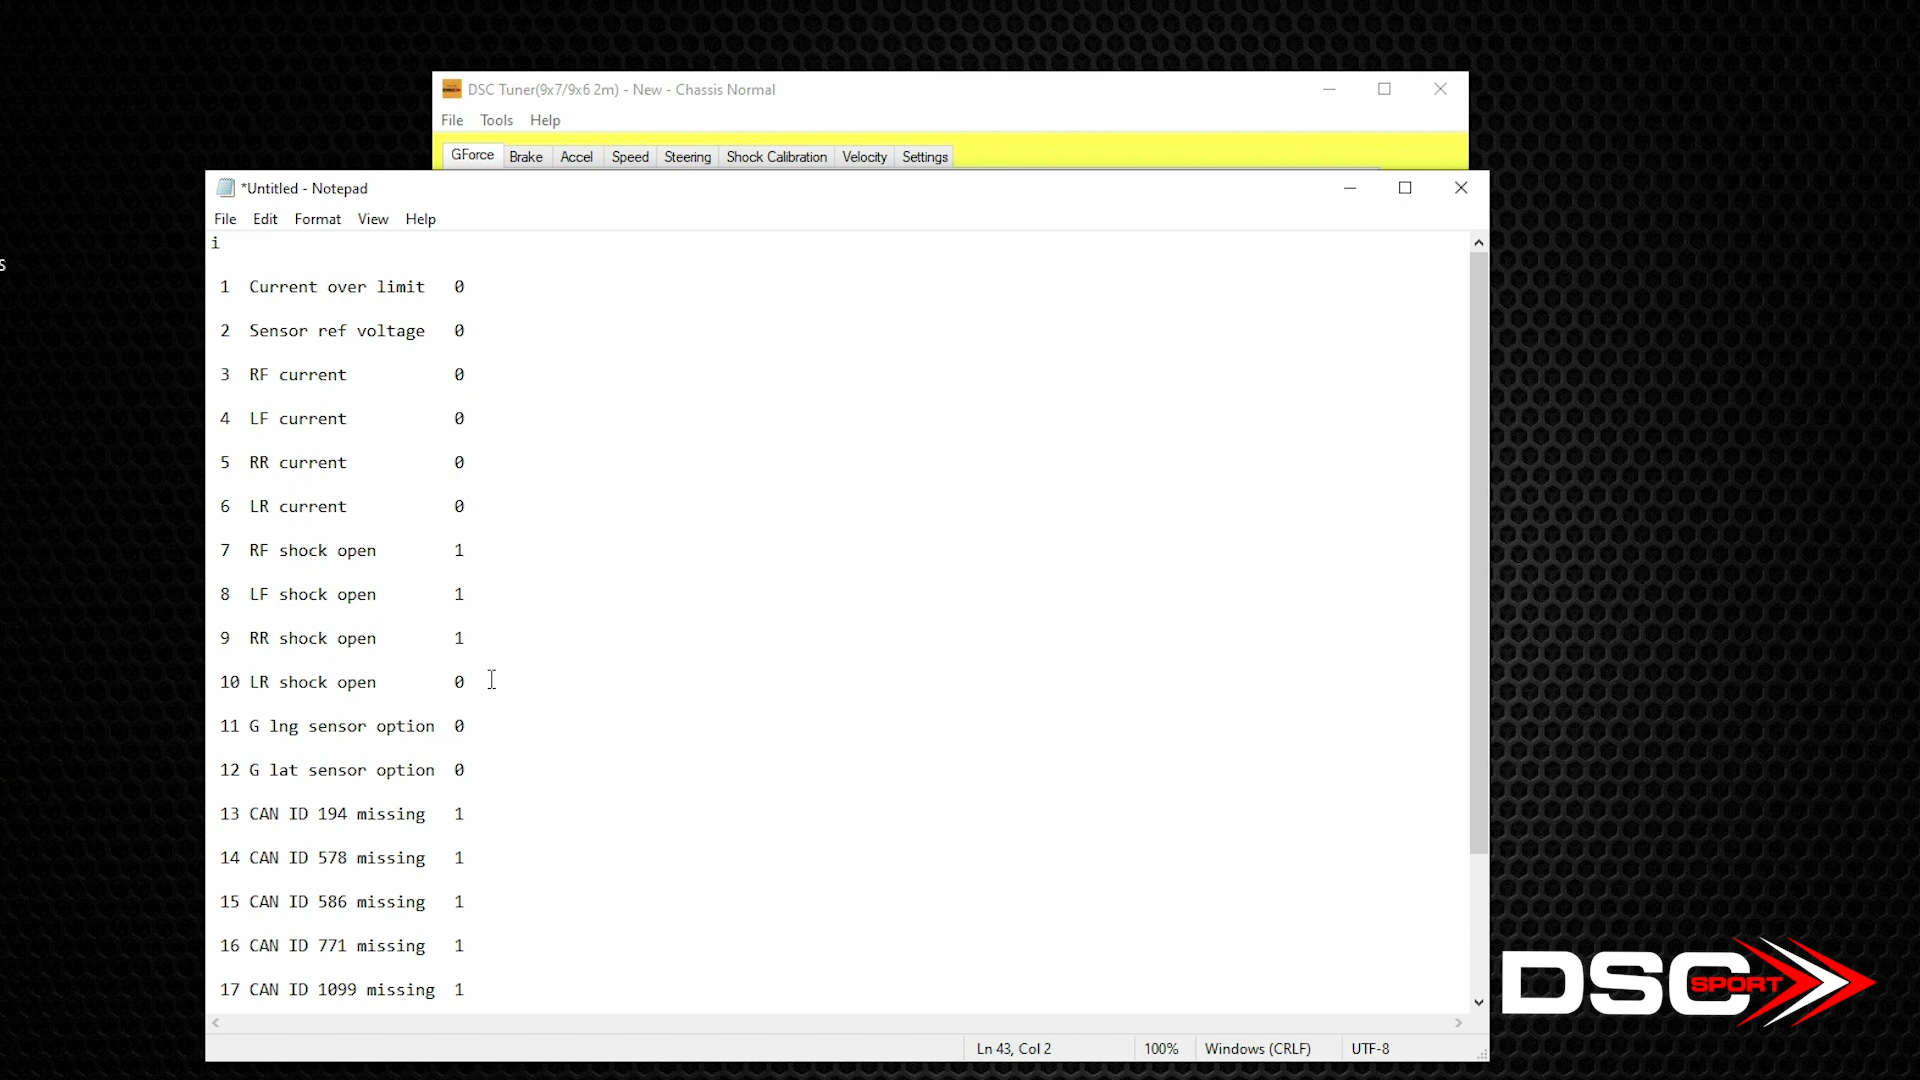 DSC Tuner(9x7/9x6 2m) - New - Chassis Normal
File Tools Help
GForce Brake Accel Speed Steering Shock Calibration Velocity Settings
*Untitled - Notepad
File Edit Format View Help
i
s
1 Current over limit 0
2 Sensor ref voltage 0
3 RF current 0
4 LF current 0
5 RR current 0
6 LR current 0
7 RF shock open 1
8 LF shock open 1
9 RR shock open 1
10 LR shock open 0
11 G lng sensor option 0
12 G lat sensor option 0
13 CAN ID 194 missing 1
14 CAN ID 578 missing 1
15 CAN ID 586 missing 1
16 CAN ID 771 missing 1
17 CAN ID 1099 missing 1
DSC SPORT
Ln 43, Col 2 100% Windows (CRLF) UTF-8